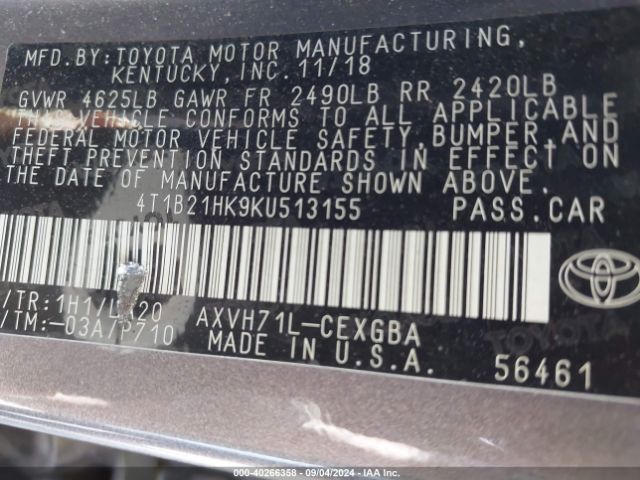 MFD.BY:TOYOTA MOTOR MANUFACTURING,
KENTUCKY, INC. 11/18
GVWR 4625LB GAWR FR 2490LB RR 2420LB
THIS VEHICLE CONFORMS TO ALL APPLICABLE
FEDERAL MOTOR VEHICLE SAFETY,BUMPER,AND
THEFT PREVENTION STANDARDS IN EFFECT ON
THE DATE OF MANUFACTURE SHOWN ABOVE.
4T1B21HK9KU513155 PASS.CAR
/TR:1H1/ 20 AXVH71L-CEXGBA
/TM:-03A/P710 MADE IN U.S.A.
56461
TOYOTA
000-40266358 - 09/04/2024 - IAA Inc.